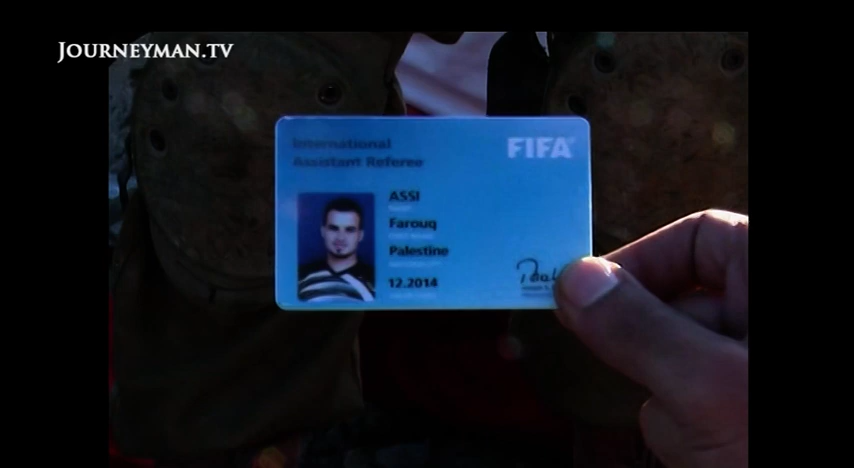 JOURNEYMAN.TV
International
Assistant Referee
FIFA
ASSI
Farouq
Palestine
12.2014